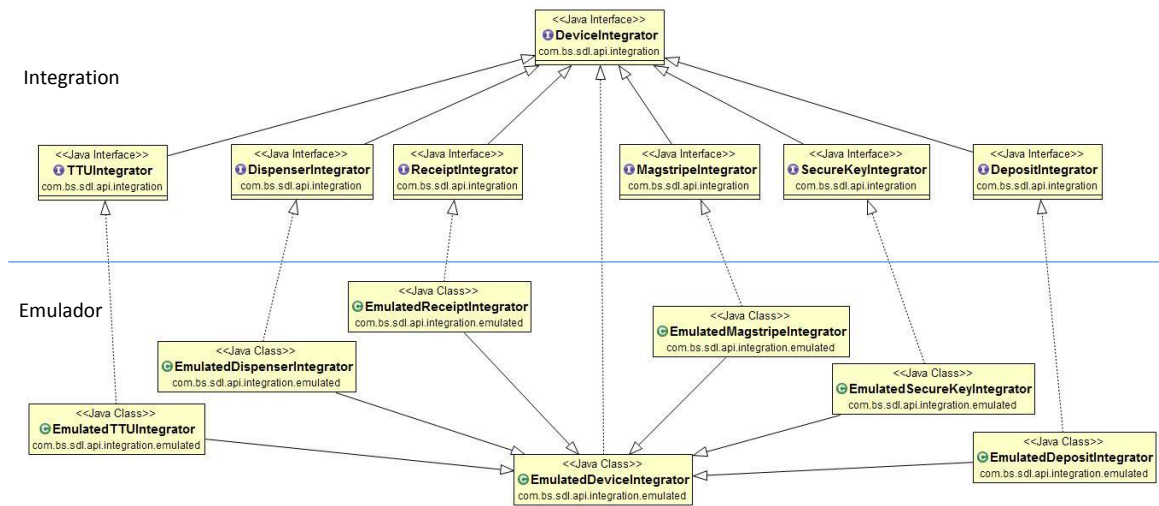 <<Java Interface>>
DeviceIntegrator
com.bs.sdl.api.integration
Integration
<<Java Interface>>
TTUIntegrator
com.bs.sdl.api.integration
<<Java Interface>>
DispenserIntegrator
com.bs.sdl.api.integration
<<Java Interface>>
ReceiptIntegrator
com.bs.sdl.api.integration
<<Java Interface>>
MagstripeIntegrator
com.bs.sdl.api.integration
<<Java Interface>>
SecureKeyIntegrator
com.bs.sdl.api.integration
<<Java Interface>>
DepositIntegrator
com.bs.sdl.api.integration
Emulador
<<Java Class>>
EmulatedReceiptIntegrator
com.bs.sdl.api.integration.emulated
<<Java Class>>
EmulatedMagstripeIntegrator
com.bs.sdl.api.integration.emulated
<<Java Class>>
EmulatedDispenserIntegrator
com.bs.sdl.api.integration.emulated
<<Java Class>>
EmulatedSecureKeyIntegrator
com.bs.sdl.api.integration.emulated
<<Java Class>>
EmulatedTTUIntegrator
com.bs.sdl.api.integration.emulated
<<Java Class>>
EmulatedDepositIntegrator
com.bs.sdl.api.integration.emulated
<<Java Class>>
EmulatedDeviceIntegrator
com.bs.sdl.api.integration.emulated